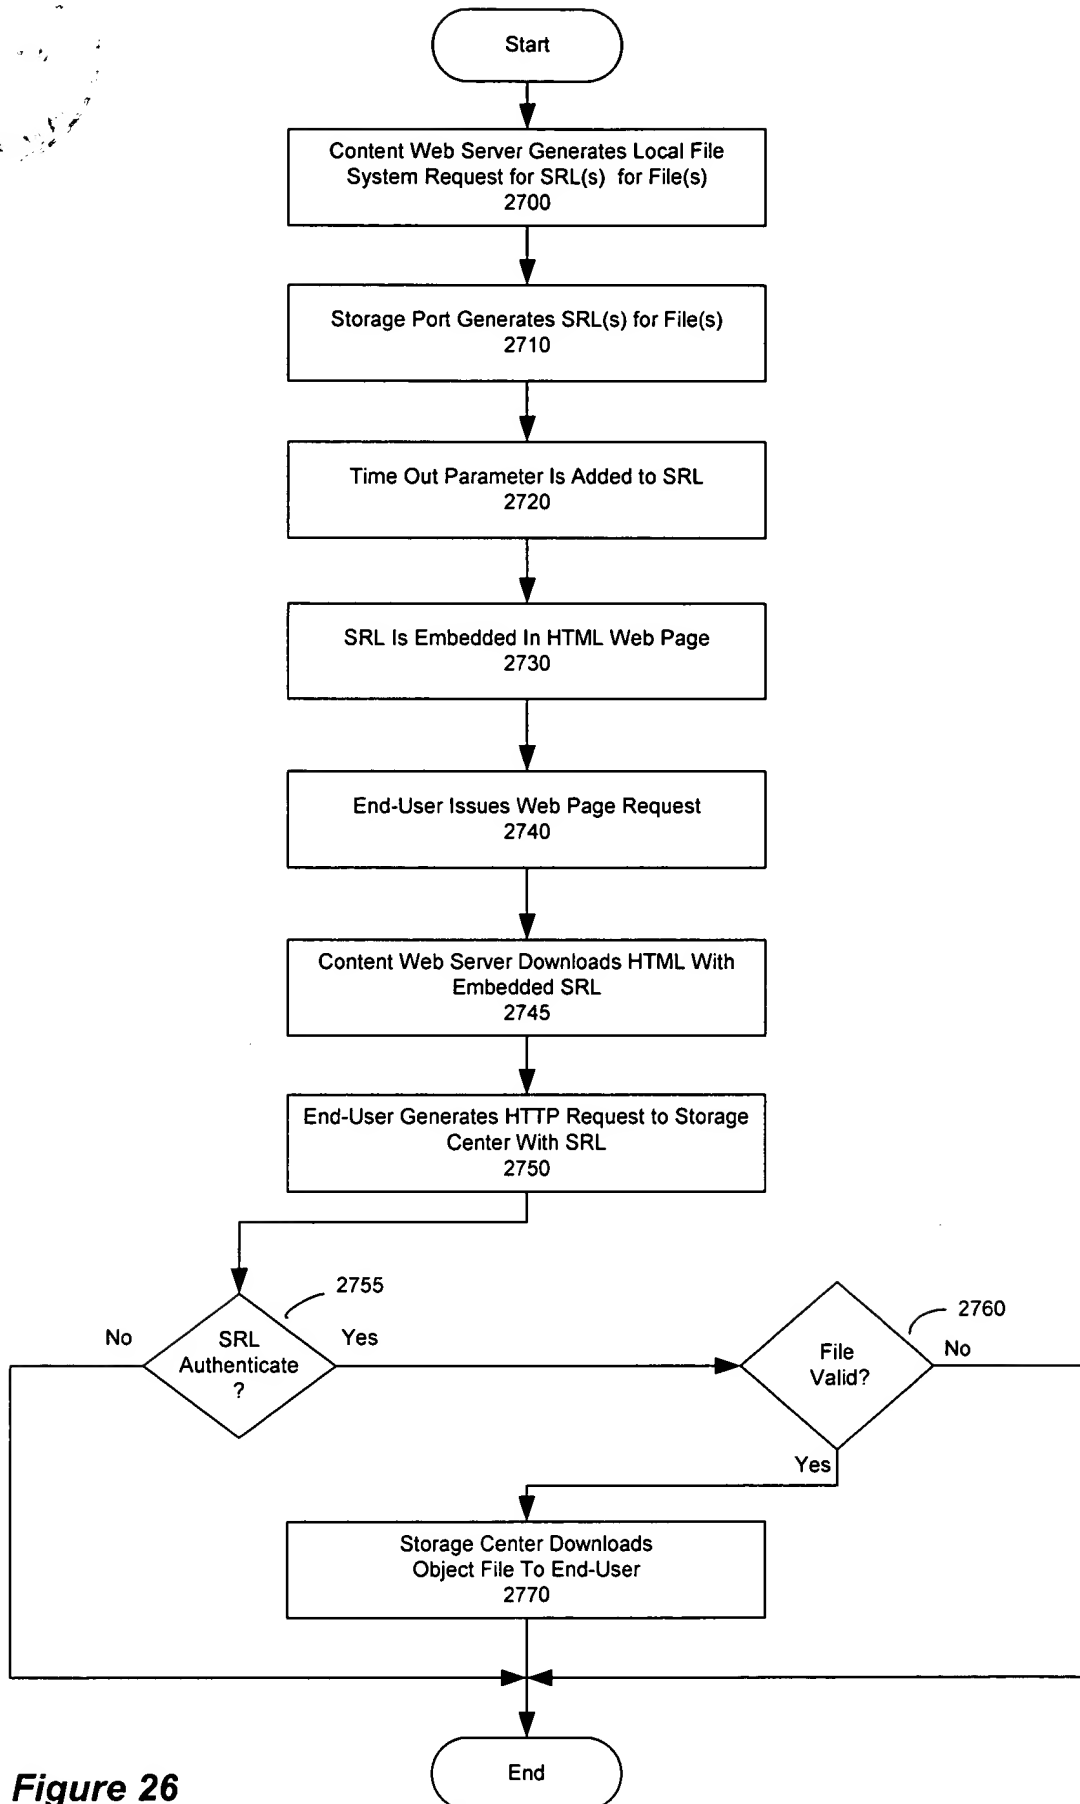 Start
Content Web Server Generates Local File
System Request for SRL(s) for File(s)
2700
Storage Port Generates SRL(s) for File(s)
2710
Time Out Parameter Is Added to SRL
2720
SRL Is Embedded In HTML Web Page
2730
End-User Issues Web Page Request
2740
Content Web Server Downloads HTML With
Embedded SRL
2745
End-User Generates HTTP Request to Storage
Center With SRL
2750
2755
No
SRL
Authenticate
?
Yes
2760
File
Valid?
No
Yes
Storage Center Downloads
Object File To End-User
2770
End
Figure 26